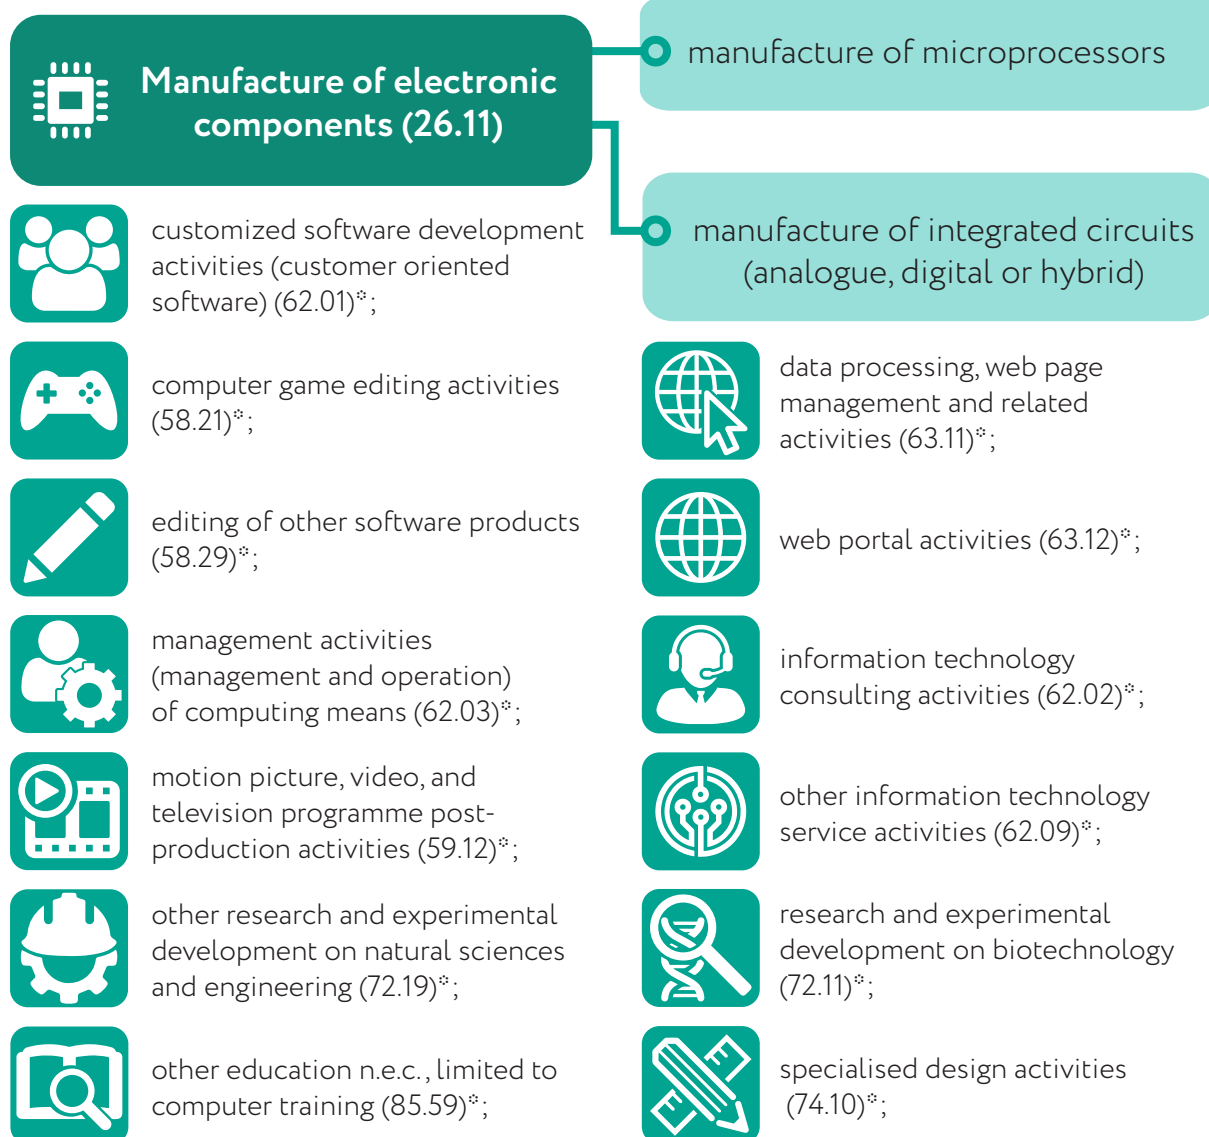 Manufacture of electronic
components (26.11)
manufacture of microprocessors
manufacture of integrated circuits
(analogue, digital or hybrid)
customized software development
activities (customer oriented
software) (62.01)*;
computer game editing activities
(58.21)*;
editing of other software products
(58.29)*;
management activities
(management and operation)
of computing means (62.03)*;
motion picture, video, and
television programme post-
production activities (59.12)*;
other research and experimental
development on natural sciences
and engineering (72.19)*;
other education n.e.c., limited to
computer training (85.59)*;
data processing, web page
management and related
activities (63.11)*;
web portal activities (63.12)*;
information technology
consulting activities (62.02)*;
other information technology
service activities (62.09)*;
research and experimental
development on biotechnology
(72.11)*;
specialised design activities
(74.10)*;